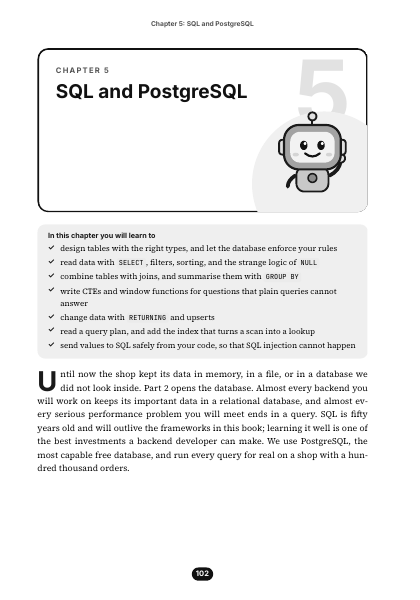 Chapter 5: SQL and PostgreSQL
CHAPTER 5
5
SQL and PostgreSQL
In this chapter you will learn to
✓ design tables with the right types, and let the database enforce your rules
✓ read data with SELECT , filters, sorting, and the strange logic of NULL
✓ combine tables with joins, and summarise them with GROUP BY
✓ write CTEs and window functions for questions that plain queries cannot
answer
✓ change data with RETURNING and upserts
✓ read a query plan, and add the index that turns a scan into a lookup
✓ send values to SQL safely from your code, so that SQL injection cannot happen
Until now the shop kept its data in memory, in a file, or in a database we
did not look inside. Part 2 opens the database. Almost every backend you
will work on keeps its important data in a relational database, and almost ev-
ery serious performance problem you will meet ends in a query. SQL is fifty
years old and will outlive the frameworks in this book; learning it well is one of
the best investments a backend developer can make. We use PostgreSQL, the
most capable free database, and run every query for real on a shop with a hun-
dred thousand orders.
102